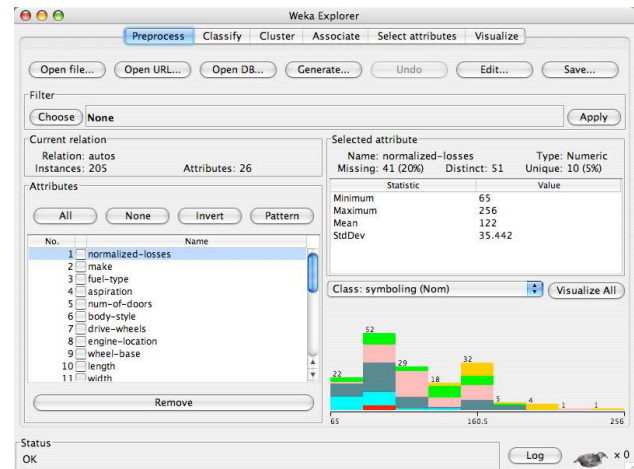 Weka Explorer
Preprocess Classify Cluster Associate Select attributes Visualize
Open file... Open URL... Open DB... Generate... Undo Edit... Save...
Filter
Choose None Apply
Current relation
Relation: autos
Instances: 205 Attributes: 26
Attributes
All None Invert Pattern
No. Name
1 normalized-losses
2 make
3 fuel-type
4 aspiration
5 num-of-doors
6 body-style
7 drive-wheels
8 engine-location
9 wheel-base
10 length
11 width
Remove
Selected attribute
Name: normalized-losses Type: Numeric
Missing: 41 (20%) Distinct: 51 Unique: 10 (5%)
Statistic Value
Minimum 65
Maximum 256
Mean 122
StdDev 35.442
Class: symboling (Nom) Visualize All
22 52 29 18 32 5 4 1 1
65 160.5 256
Status
OK Log x 0